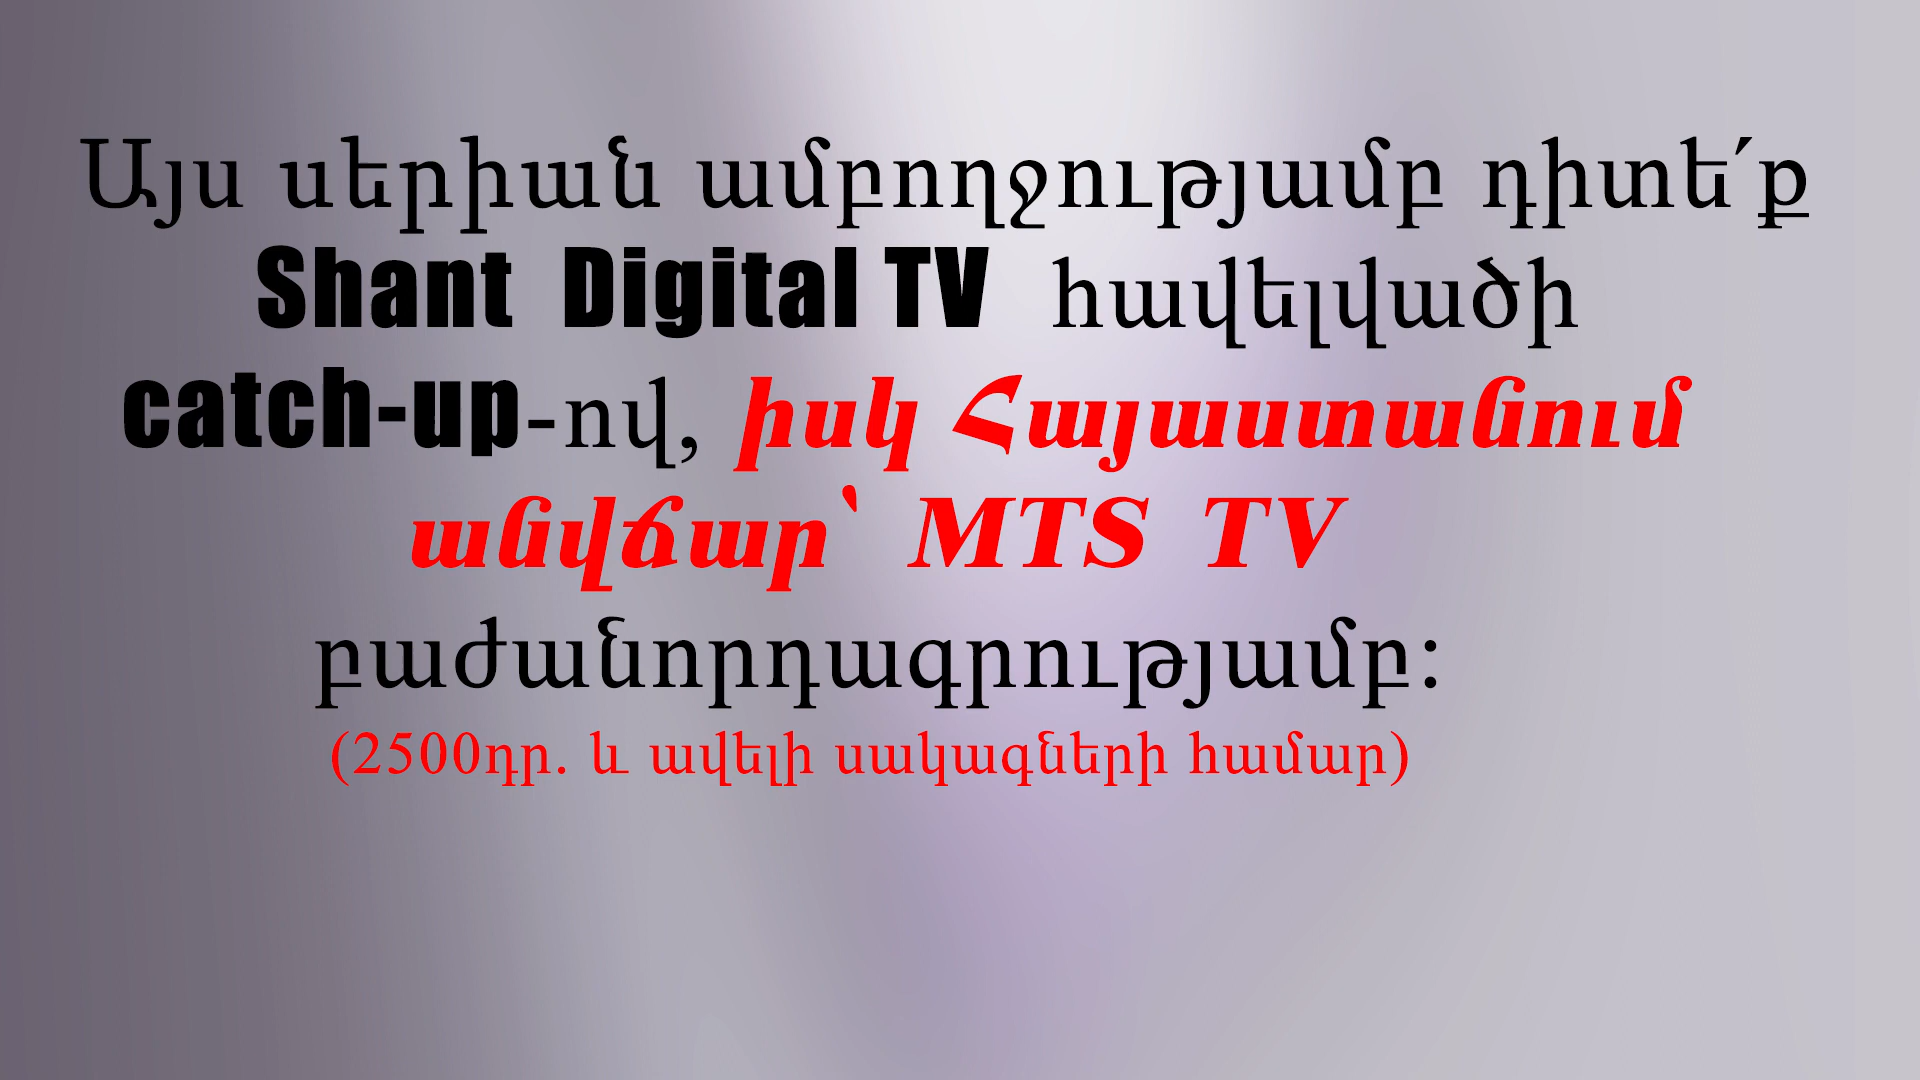 Այս սերիան ամբողջությամբ դիտե՛ք
Shant Digital TV հավելվածի
catch-up-ով, իսկ Հայաստանում
անվճար՝ MTS TV
բաժանորդագրությամբ:
(2500դր. և ավելի սակագների համար)